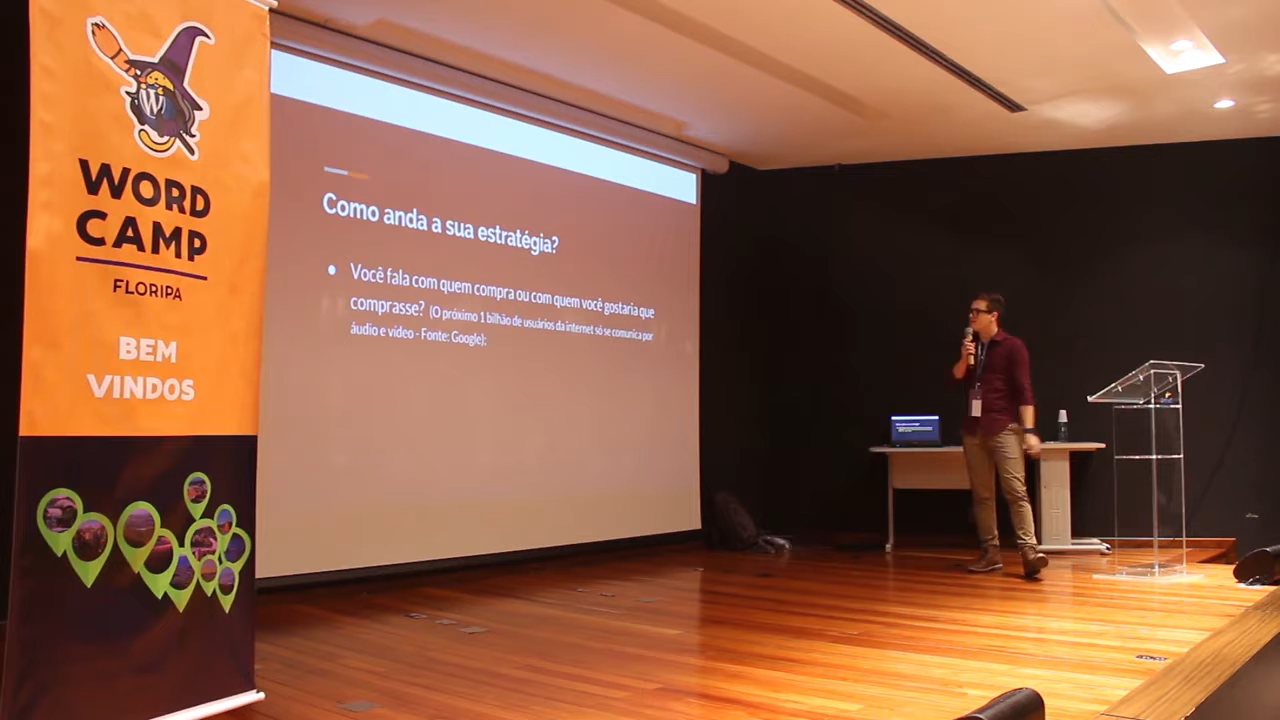 WORD
CAMP
FLORIPA
BEM
VINDOS
Como anda a sua estratégia?
Você fala com quem compra ou com quem você gostaria que
comprasse? (O próximo 1 bilhão de usuários da internet só se comunica por
áudio e vídeo - Fonte: Google);